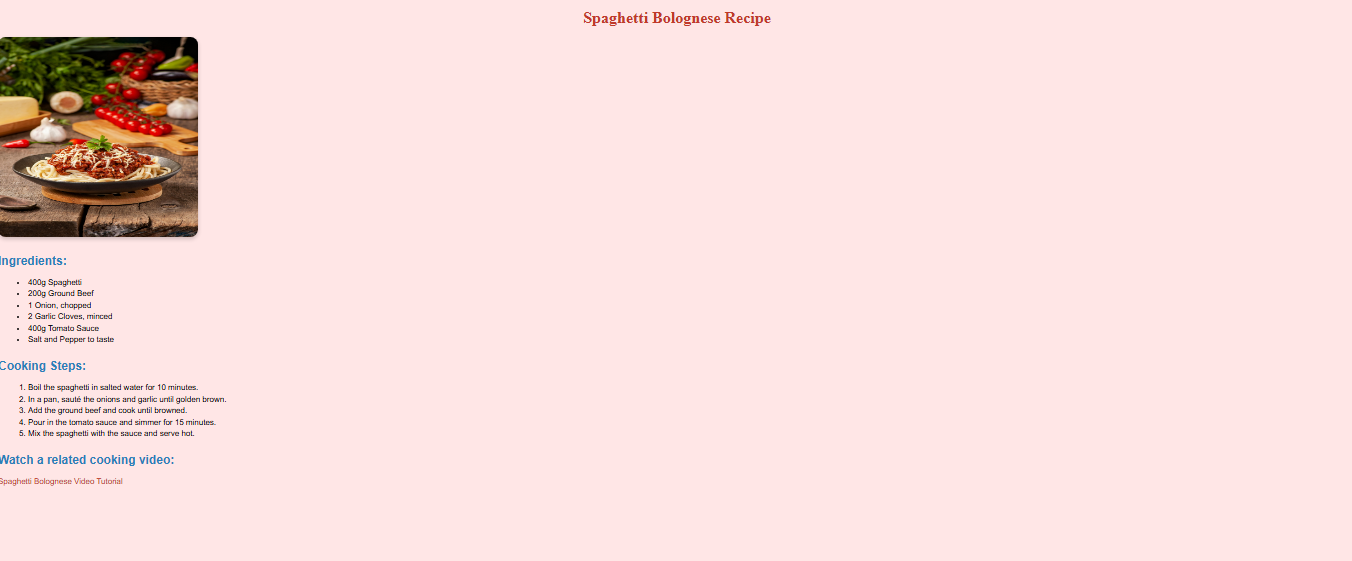 Spaghetti Bolognese Recipe
Ingredients:
400g Spaghetti
200g Ground Beef
1 Onion, chopped
2 Garlic Cloves, minced
400g Tomato Sauce
Salt and Pepper to taste
Cooking Steps:
1. Boil the spaghetti in salted water for 10 minutes.
2. In a pan, sauté the onions and garlic until golden brown.
3. Add the ground beef and cook until browned.
4. Pour in the tomato sauce and simmer for 15 minutes.
5. Mix the spaghetti with the sauce and serve hot.
Watch a related cooking video:
Spaghetti Bolognese Video Tutorial